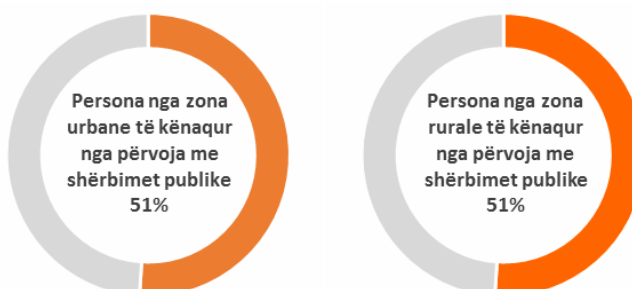 Persona nga zona
urbane të kënaqur
nga përvoja me
shërbimet publike
51%
Persona nga zona
rurale të kënaqur
nga përvoja me
shërbimet publike
51%